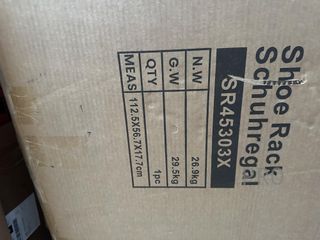 Shoe Rack
Schuhregal
SR45303X
N.W 26.9kg
G.W 29.5kg
QTY 1pc
MEAS 112.5X56.7X17.7cm